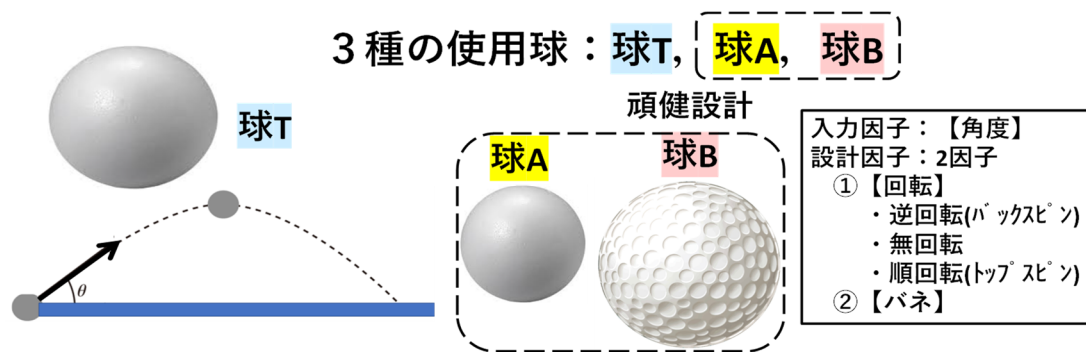 3種の使用球：球T, 球A, 球B
球T
頑健設計
球A
球B
θ
入力因子：【角度】
設計因子：2因子
①【回転】
・逆回転(ﾊﾞｯｸｽﾋﾟﾝ)
・無回転
・順回転(ﾄｯﾌﾟｽﾋﾟﾝ)
②【バネ】